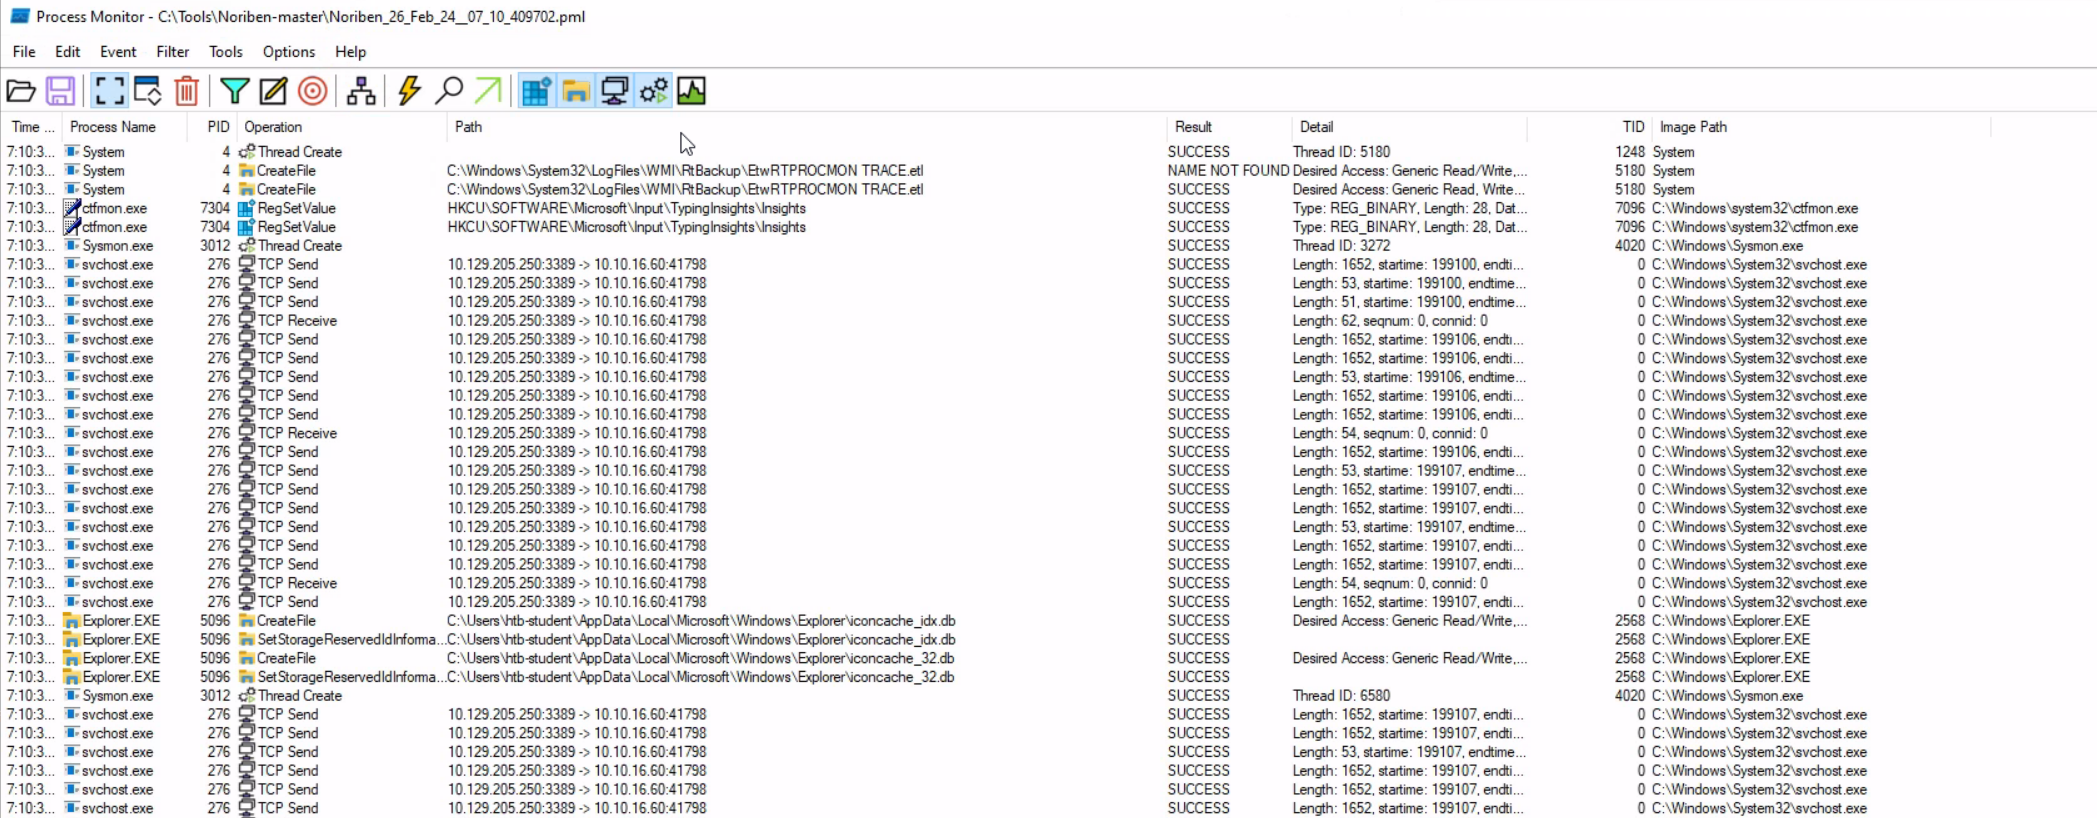 Process Monitor - C:\Tools\Noriben-master\Noriben_26_Feb_24__07_10_409702.pml
File Edit Event Filter Tools Options Help
Time ... Process Name PID Operation Path Result Detail TID Image Path
7:10:3... System 4 Thread Create SUCCESS Thread ID: 5180 1248 System
7:10:3... System 4 CreateFile C:\Windows\System32\LogFiles\WMI\RtBackup\EtwRTPROCMON TRACE.etl NAME NOT FOUND Desired Access: Generic Read/Write,... 5180 System
7:10:3... System 4 CreateFile C:\Windows\System32\LogFiles\WMI\RtBackup\EtwRTPROCMON TRACE.etl SUCCESS Desired Access: Generic Read, Write... 5180 System
7:10:3... ctfmon.exe 7304 RegSetValue HKCU\SOFTWARE\Microsoft\Input\TypingInsights\Insights SUCCESS Type: REG_BINARY, Length: 28, Dat... 7096 C:\Windows\system32\ctfmon.exe
7:10:3... ctfmon.exe 7304 RegSetValue HKCU\SOFTWARE\Microsoft\Input\TypingInsights\Insights SUCCESS Type: REG_BINARY, Length: 28, Dat... 7096 C:\Windows\system32\ctfmon.exe
7:10:3... Sysmon.exe 3012 Thread Create SUCCESS Thread ID: 3272 4020 C:\Windows\Sysmon.exe
7:10:3... svchost.exe 276 TCP Send 10.129.205.250:3389 -> 10.10.16.60:41798 SUCCESS Length: 1652, startime: 199100, endti... 0 C:\Windows\System32\svchost.exe
7:10:3... svchost.exe 276 TCP Send 10.129.205.250:3389 -> 10.10.16.60:41798 SUCCESS Length: 53, startime: 199100, endtime... 0 C:\Windows\System32\svchost.exe
7:10:3... svchost.exe 276 TCP Send 10.129.205.250:3389 -> 10.10.16.60:41798 SUCCESS Length: 51, startime: 199100, endtime... 0 C:\Windows\System32\svchost.exe
7:10:3... svchost.exe 276 TCP Receive 10.129.205.250:3389 -> 10.10.16.60:41798 SUCCESS Length: 62, seqnum: 0, connid: 0 0 C:\Windows\System32\svchost.exe
7:10:3... svchost.exe 276 TCP Send 10.129.205.250:3389 -> 10.10.16.60:41798 SUCCESS Length: 1652, startime: 199106, endti... 0 C:\Windows\System32\svchost.exe
7:10:3... svchost.exe 276 TCP Send 10.129.205.250:3389 -> 10.10.16.60:41798 SUCCESS Length: 1652, startime: 199106, endti... 0 C:\Windows\System32\svchost.exe
7:10:3... svchost.exe 276 TCP Send 10.129.205.250:3389 -> 10.10.16.60:41798 SUCCESS Length: 53, startime: 199106, endtime... 0 C:\Windows\System32\svchost.exe
7:10:3... svchost.exe 276 TCP Send 10.129.205.250:3389 -> 10.10.16.60:41798 SUCCESS Length: 1652, startime: 199106, endti... 0 C:\Windows\System32\svchost.exe
7:10:3... svchost.exe 276 TCP Send 10.129.205.250:3389 -> 10.10.16.60:41798 SUCCESS Length: 1652, startime: 199106, endti... 0 C:\Windows\System32\svchost.exe
7:10:3... svchost.exe 276 TCP Receive 10.129.205.250:3389 -> 10.10.16.60:41798 SUCCESS Length: 54, seqnum: 0, connid: 0 0 C:\Windows\System32\svchost.exe
7:10:3... svchost.exe 276 TCP Send 10.129.205.250:3389 -> 10.10.16.60:41798 SUCCESS Length: 1652, startime: 199106, endti... 0 C:\Windows\System32\svchost.exe
7:10:3... svchost.exe 276 TCP Send 10.129.205.250:3389 -> 10.10.16.60:41798 SUCCESS Length: 53, startime: 199107, endtime... 0 C:\Windows\System32\svchost.exe
7:10:3... svchost.exe 276 TCP Send 10.129.205.250:3389 -> 10.10.16.60:41798 SUCCESS Length: 1652, startime: 199107, endti... 0 C:\Windows\System32\svchost.exe
7:10:3... svchost.exe 276 TCP Send 10.129.205.250:3389 -> 10.10.16.60:41798 SUCCESS Length: 1652, startime: 199107, endti... 0 C:\Windows\System32\svchost.exe
7:10:3... svchost.exe 276 TCP Send 10.129.205.250:3389 -> 10.10.16.60:41798 SUCCESS Length: 53, startime: 199107, endtime... 0 C:\Windows\System32\svchost.exe
7:10:3... svchost.exe 276 TCP Send 10.129.205.250:3389 -> 10.10.16.60:41798 SUCCESS Length: 1652, startime: 199107, endti... 0 C:\Windows\System32\svchost.exe
7:10:3... svchost.exe 276 TCP Send 10.129.205.250:3389 -> 10.10.16.60:41798 SUCCESS Length: 1652, startime: 199107, endti... 0 C:\Windows\System32\svchost.exe
7:10:3... svchost.exe 276 TCP Receive 10.129.205.250:3389 -> 10.10.16.60:41798 SUCCESS Length: 54, seqnum: 0, connid: 0 0 C:\Windows\System32\svchost.exe
7:10:3... svchost.exe 276 TCP Send 10.129.205.250:3389 -> 10.10.16.60:41798 SUCCESS Length: 1652, startime: 199107, endti... 0 C:\Windows\System32\svchost.exe
7:10:3... Explorer.EXE 5096 CreateFile C:\Users\htb-student\AppData\Local\Microsoft\Windows\Explorer\iconcache_idx.db SUCCESS Desired Access: Generic Read/Write,... 2568 C:\Windows\Explorer.EXE
7:10:3... Explorer.EXE 5096 SetStorageReservedIdInforma... C:\Users\htb-student\AppData\Local\Microsoft\Windows\Explorer\iconcache_idx.db SUCCESS 2568 C:\Windows\Explorer.EXE
7:10:3... Explorer.EXE 5096 CreateFile C:\Users\htb-student\AppData\Local\Microsoft\Windows\Explorer\iconcache_32.db SUCCESS Desired Access: Generic Read/Write,... 2568 C:\Windows\Explorer.EXE
7:10:3... Explorer.EXE 5096 SetStorageReservedIdInforma... C:\Users\htb-student\AppData\Local\Microsoft\Windows\Explorer\iconcache_32.db SUCCESS 2568 C:\Windows\Explorer.EXE
7:10:3... Sysmon.exe 3012 Thread Create SUCCESS Thread ID: 6580 4020 C:\Windows\Sysmon.exe
7:10:3... svchost.exe 276 TCP Send 10.129.205.250:3389 -> 10.10.16.60:41798 SUCCESS Length: 1652, startime: 199107, endti... 0 C:\Windows\System32\svchost.exe
7:10:3... svchost.exe 276 TCP Send 10.129.205.250:3389 -> 10.10.16.60:41798 SUCCESS Length: 1652, startime: 199107, endti... 0 C:\Windows\System32\svchost.exe
7:10:3... svchost.exe 276 TCP Send 10.129.205.250:3389 -> 10.10.16.60:41798 SUCCESS Length: 53, startime: 199107, endtime... 0 C:\Windows\System32\svchost.exe
7:10:3... svchost.exe 276 TCP Send 10.129.205.250:3389 -> 10.10.16.60:41798 SUCCESS Length: 1652, startime: 199107, endti... 0 C:\Windows\System32\svchost.exe
7:10:3... svchost.exe 276 TCP Send 10.129.205.250:3389 -> 10.10.16.60:41798 SUCCESS Length: 1652, startime: 199107, endti... 0 C:\Windows\System32\svchost.exe
7:10:3... svchost.exe 276 TCP Send 10.129.205.250:3389 -> 10.10.16.60:41798 SUCCESS Length: 1652, startime: 199107, endti... 0 C:\Windows\System32\svchost.exe